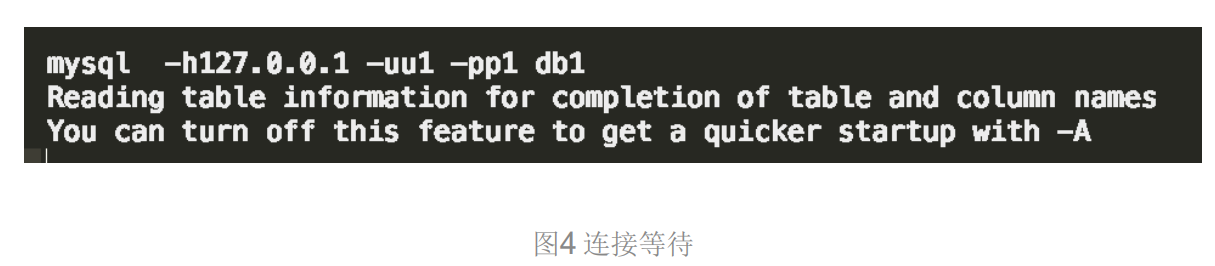 mysql  -h127.0.0.1 -uu1 -pp1 db1
Reading table information for completion of table and column names
You can turn off this feature to get a quicker startup with -A
图4 连接等待